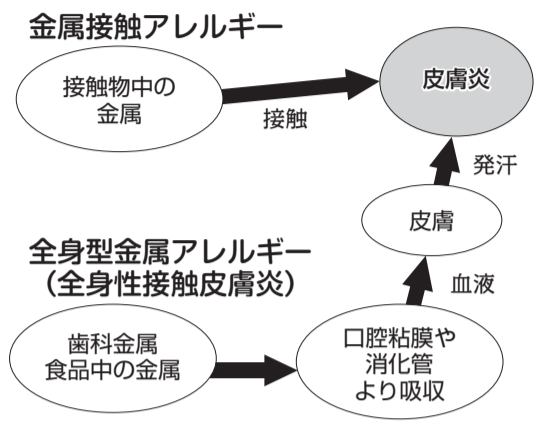 金属接触アレルギー
接触物中の
金属
接触
皮膚炎
発汗
皮膚
血液
全身型金属アレルギー
（全身性接触皮膚炎）
歯科金属
食品中の金属
口腔粘膜や
消化管
より吸収